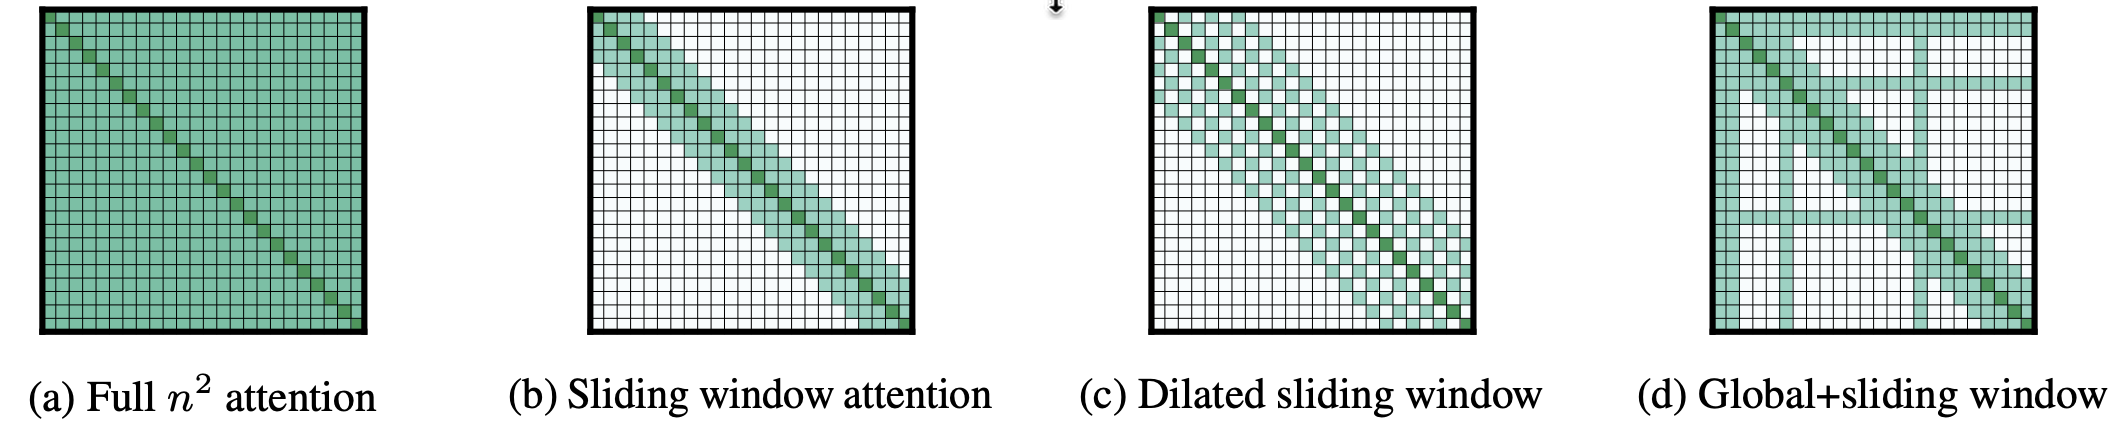 (a) Full n² attention
(b) Sliding window attention
(c) Dilated sliding window
(d) Global+sliding window